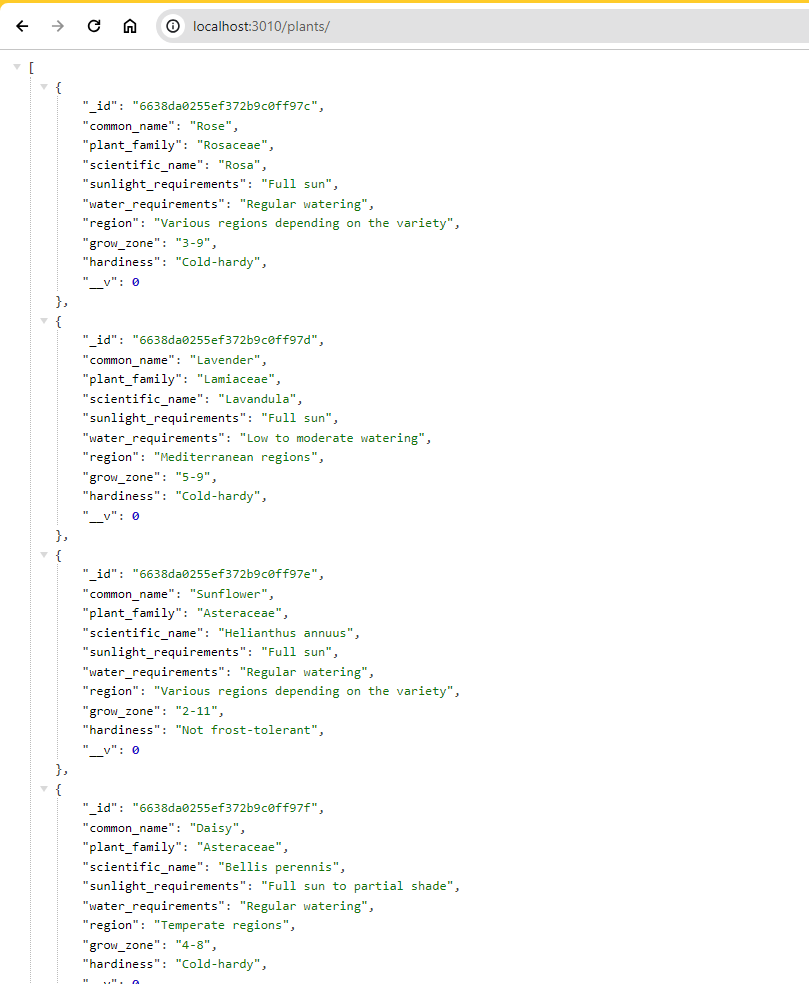 localhost:3010/plants/
[
{
"_id": "6638da0255ef372b9c0ff97c",
"common_name": "Rose",
"plant_family": "Rosaceae",
"scientific_name": "Rosa",
"sunlight_requirements": "Full sun",
"water_requirements": "Regular watering",
"region": "Various regions depending on the variety",
"grow_zone": "3-9",
"hardiness": "Cold-hardy",
"__v": 0
},
{
"_id": "6638da0255ef372b9c0ff97d",
"common_name": "Lavender",
"plant_family": "Lamiaceae",
"scientific_name": "Lavandula",
"sunlight_requirements": "Full sun",
"water_requirements": "Low to moderate watering",
"region": "Mediterranean regions",
"grow_zone": "5-9",
"hardiness": "Cold-hardy",
"__v": 0
},
{
"_id": "6638da0255ef372b9c0ff97e",
"common_name": "Sunflower",
"plant_family": "Asteraceae",
"scientific_name": "Helianthus annuus",
"sunlight_requirements": "Full sun",
"water_requirements": "Regular watering",
"region": "Various regions depending on the variety",
"grow_zone": "2-11",
"hardiness": "Not frost-tolerant",
"__v": 0
},
{
"_id": "6638da0255ef372b9c0ff97f",
"common_name": "Daisy",
"plant_family": "Asteraceae",
"scientific_name": "Bellis perennis",
"sunlight_requirements": "Full sun to partial shade",
"water_requirements": "Regular watering",
"region": "Temperate regions",
"grow_zone": "4-8",
"hardiness": "Cold-hardy",